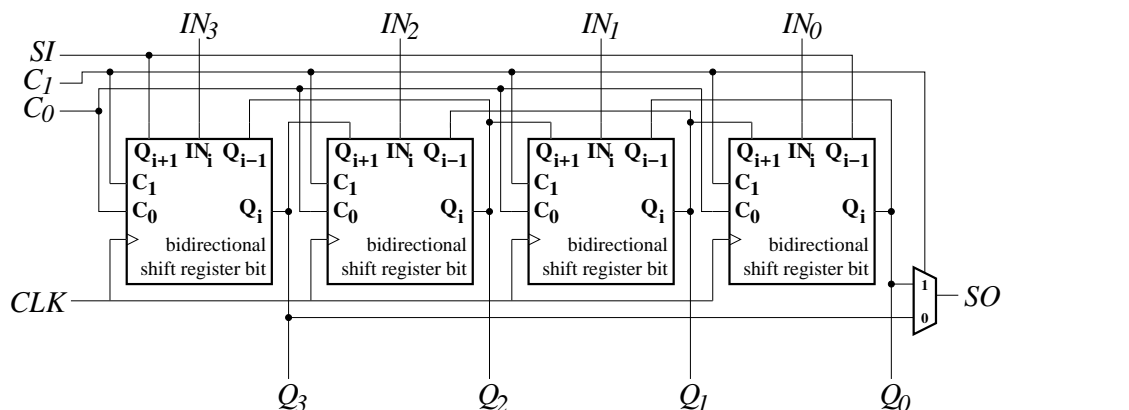 IN3 IN2 IN1 IN0
SI
C1
C0
Qi+1 INi Qi-1 Qi+1 INi Qi-1 Qi+1 INi Qi-1 Qi+1 INi Qi-1
C1 C1 C1 C1
C0 Qi C0 Qi C0 Qi C0 Qi
bidirectional bidirectional bidirectional bidirectional
shift register bit shift register bit shift register bit shift register bit
1
CLK SO
0
Q3 Q2 Q1 Q0